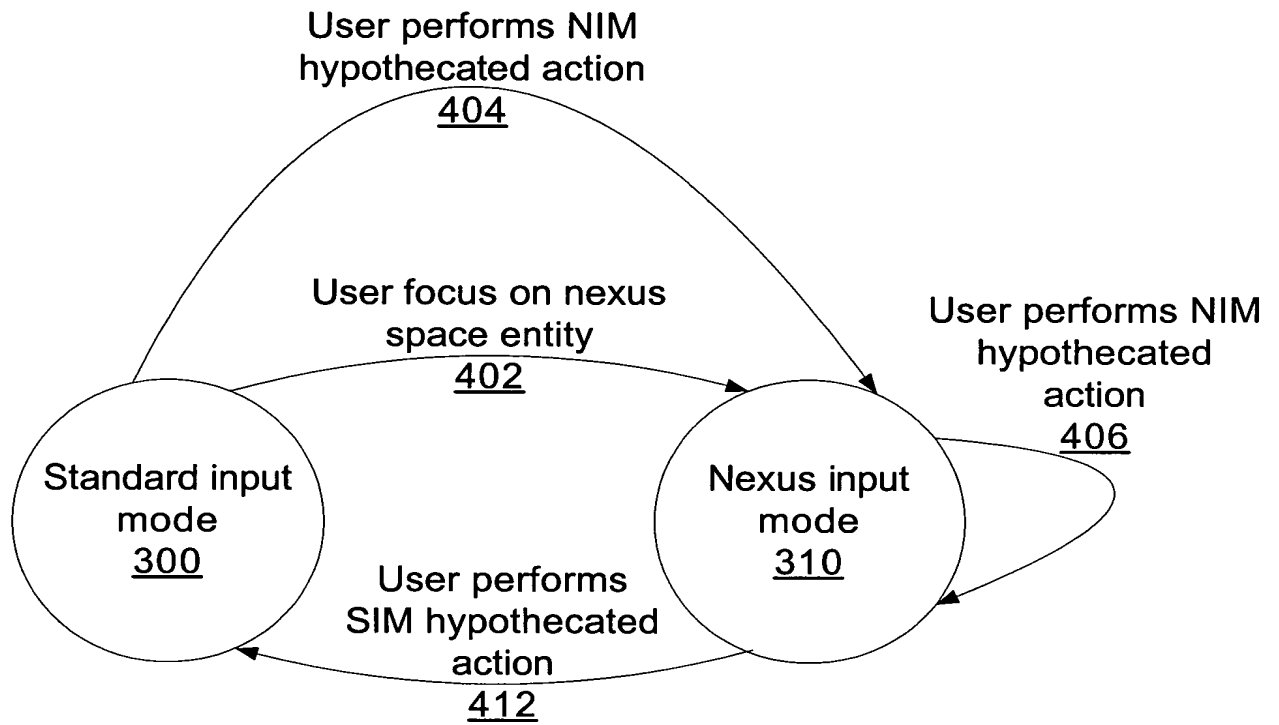 User performs NIM
hypothecated action
404
User focus on nexus
space entity
402
User performs NIM
hypothecated
action
406
Standard input
mode
300
Nexus input
mode
310
User performs
SIM hypothecated
action
412